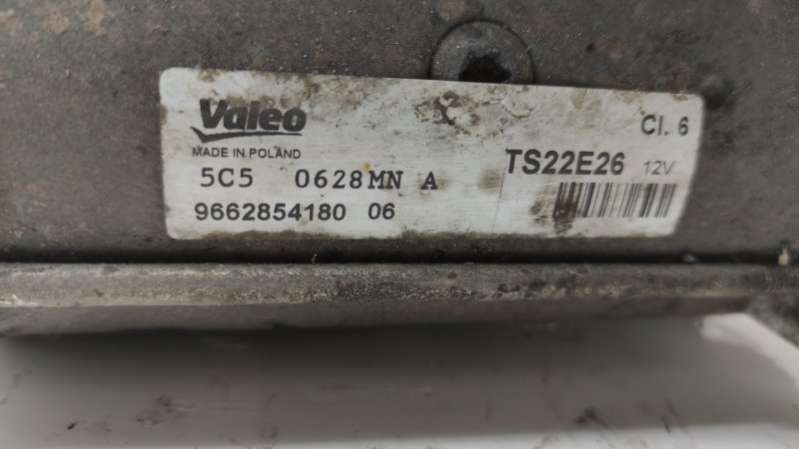 Valeo
Cl. 6
MADE IN POLAND
TS22E26 12V
5C5 0628MN A
9662854180 06